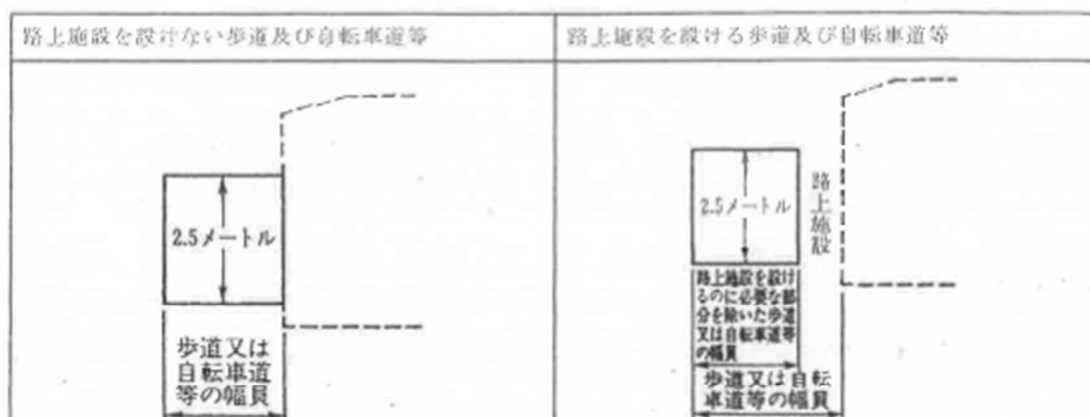 路上施設を設けない歩道及び自転車道等
路上施設を設ける歩道及び自転車道等
2.5メートル
歩道又は
自転車道
等の幅員
2.5メートル
路上施設
路上施設を設け
るのに必要な部
分を除いた歩道
又は自転車道等
の幅員
歩道又は自転
車道等の幅員